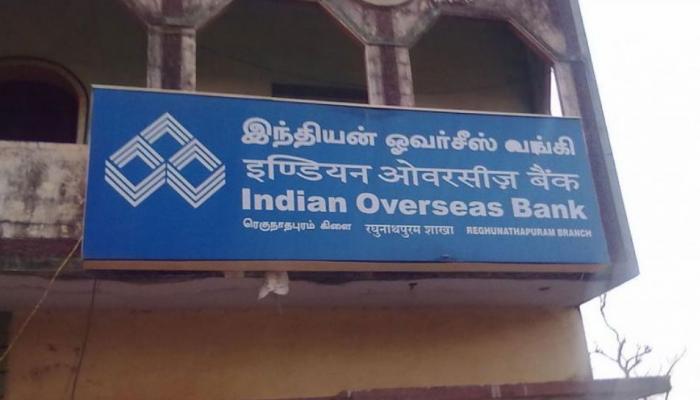 இந்தியன் ஓவர்சீஸ் வங்கி
इण्डियन ओवरसीज़ बैंक
Indian Overseas Bank
ரெகுநாதபுரம் கிளை रघुनाथपुरम शाखा REGHUNATHAPURAM BRANCH